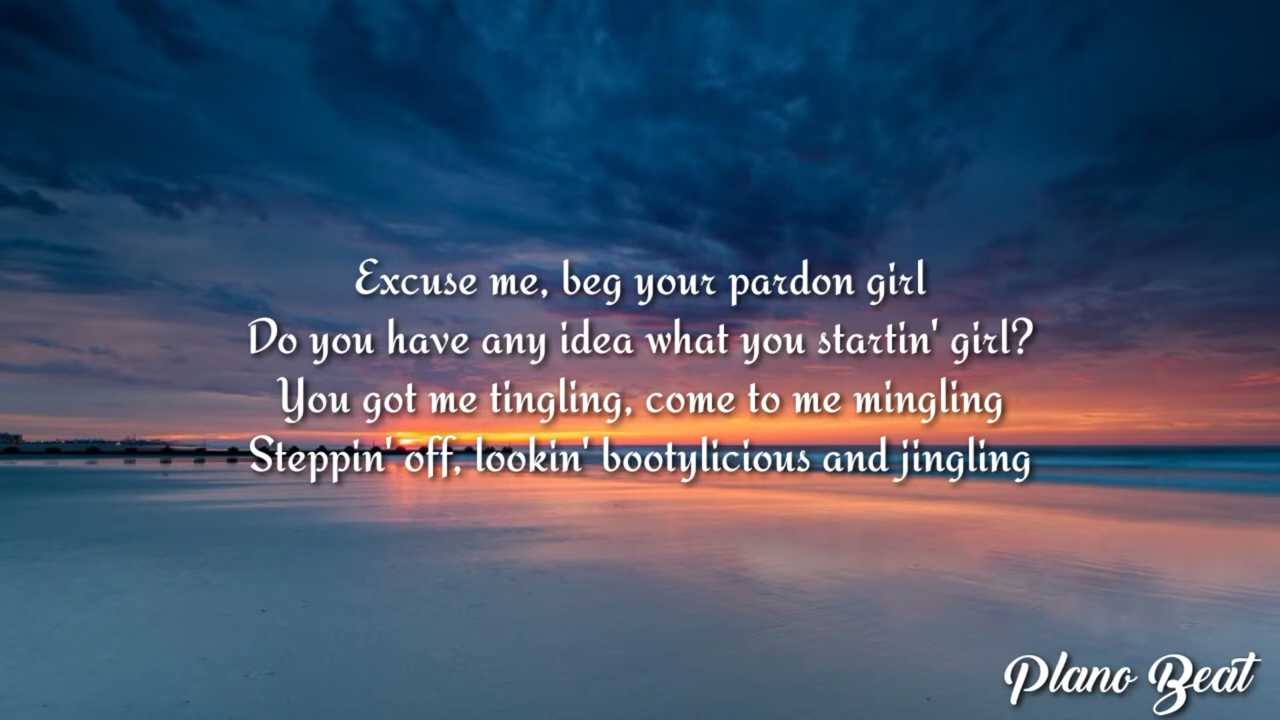 Excuse me, beg your pardon girl
Do you have any idea what you startin' girl?
You got me tingling, come to me mingling
Steppin' off, lookin' bootylicious and jingling
Plano Beat